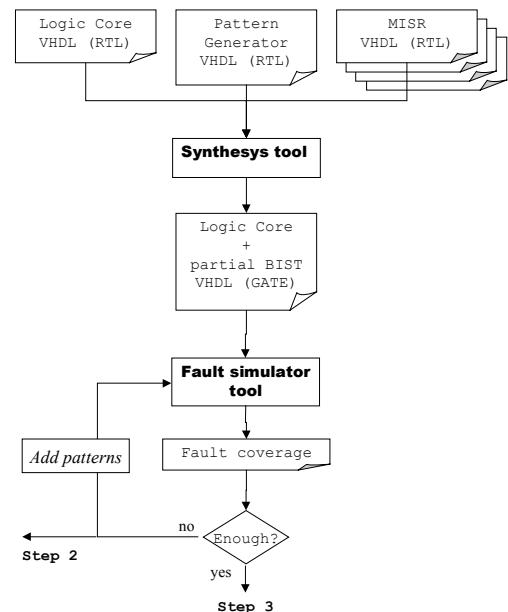 Logic Core
VHDL (RTL)
Pattern
Generator
VHDL (RTL)
MISR
VHDL (RTL)
Synthesys tool
Logic Core
+
partial BIST
VHDL (GATE)
Fault simulator
tool
Add patterns
Fault coverage
no
Enough?
Step 2
yes
Step 3